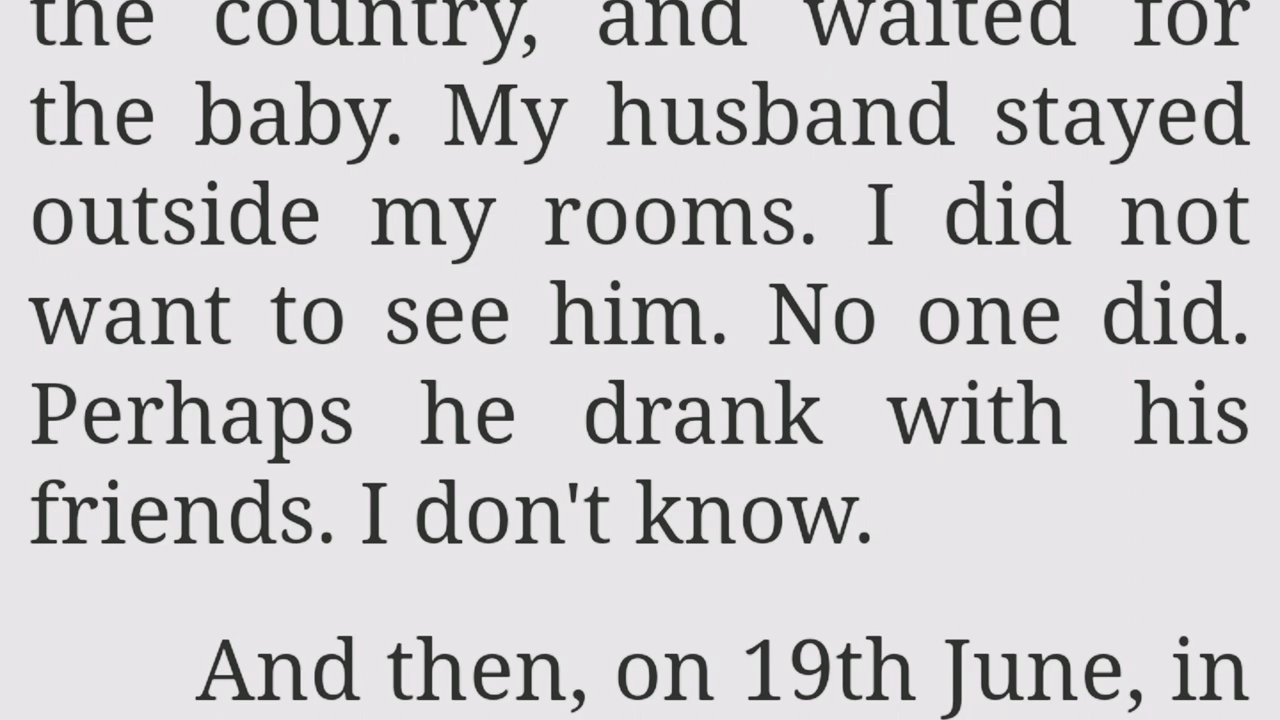 the country, and waited for
the baby. My husband stayed
outside my rooms. I did not
want to see him. No one did.
Perhaps he drank with his
friends. I don't know.
And then, on 19th June, in